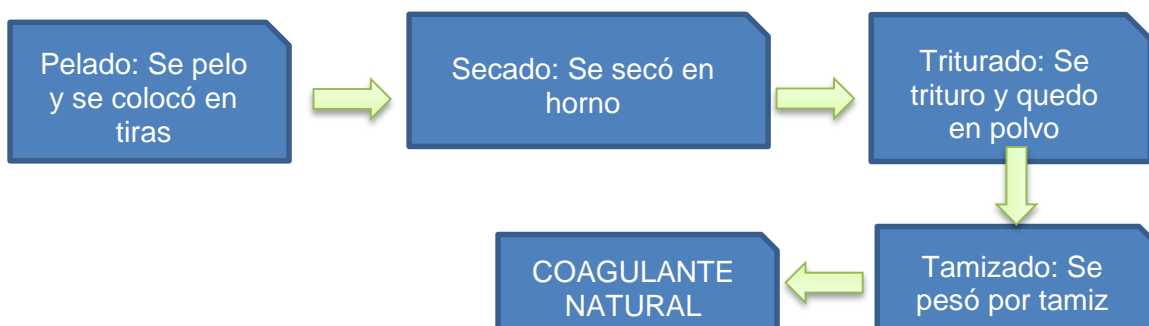 Pelado: Se pelo
y se colocó en
tiras
Secado: Se secó en
horno
Triturado: Se
trituro y quedo
en polvo
Tamizado: Se
pesó por tamiz
COAGULANTE
NATURAL